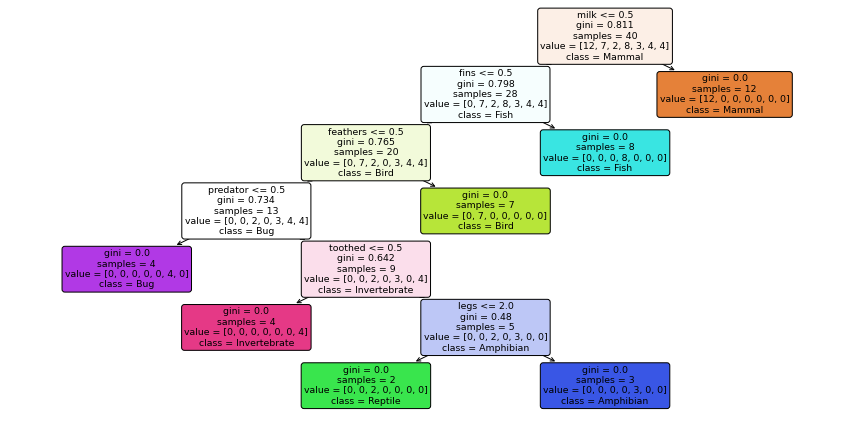 milk <= 0.5
gini = 0.811
samples = 40
value = [12, 7, 2, 8, 3, 4, 4]
class = Mammal
fins <= 0.5
gini = 0.798
samples = 28
value = [0, 7, 2, 8, 3, 4, 4]
class = Fish
gini = 0.0
samples = 12
value = [12, 0, 0, 0, 0, 0, 0]
class = Mammal
feathers <= 0.5
gini = 0.765
samples = 20
value = [0, 7, 2, 0, 3, 4, 4]
class = Bird
gini = 0.0
samples = 8
value = [0, 0, 0, 8, 0, 0, 0]
class = Fish
predator <= 0.5
gini = 0.734
samples = 13
value = [0, 0, 2, 0, 3, 4, 4]
class = Bug
gini = 0.0
samples = 7
value = [0, 7, 0, 0, 0, 0, 0]
class = Bird
gini = 0.0
samples = 4
value = [0, 0, 0, 0, 0, 4, 0]
class = Bug
toothed <= 0.5
gini = 0.642
samples = 9
value = [0, 0, 2, 0, 3, 0, 4]
class = Invertebrate
gini = 0.0
samples = 4
value = [0, 0, 0, 0, 0, 0, 4]
class = Invertebrate
legs <= 2.0
gini = 0.48
samples = 5
value = [0, 0, 2, 0, 3, 0, 0]
class = Amphibian
gini = 0.0
samples = 2
value = [0, 0, 2, 0, 0, 0, 0]
class = Reptile
gini = 0.0
samples = 3
value = [0, 0, 0, 0, 3, 0, 0]
class = Amphibian